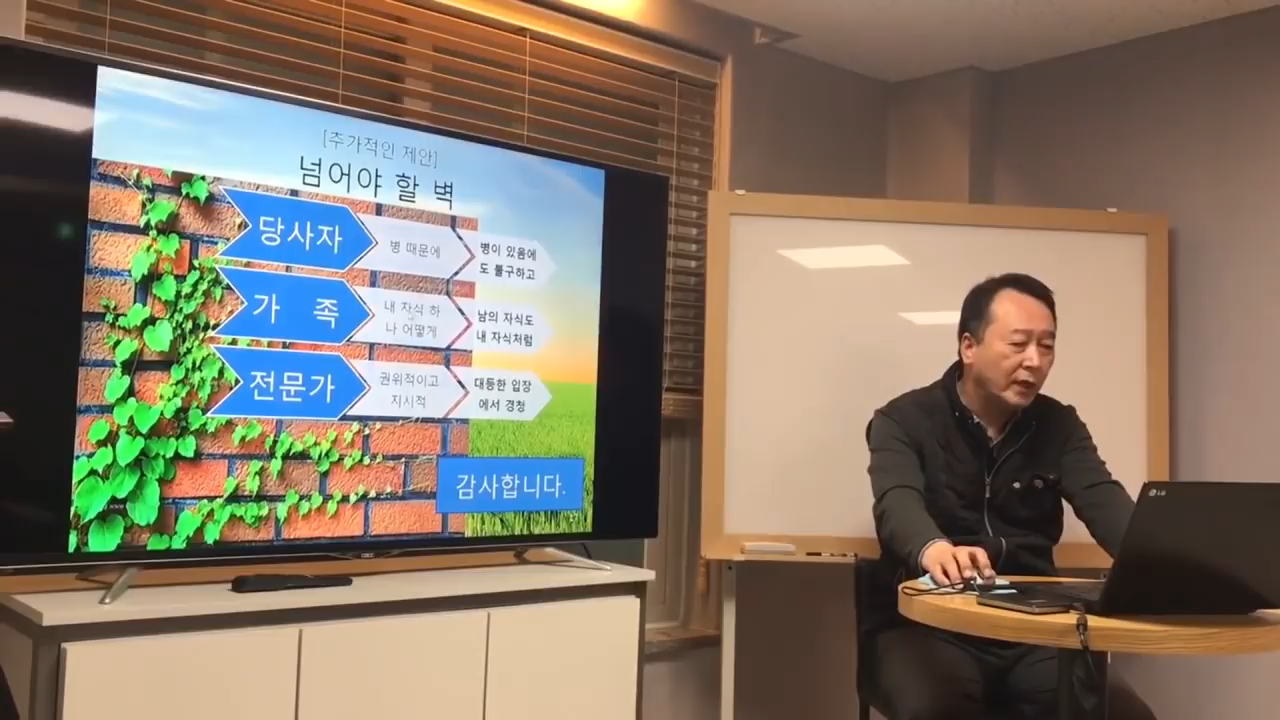 [추가적인 제안]
넘어야 할 벽
당사자
병 때문에
병이 있음에
도 불구하고
가 족
내 자식 하
나 어떻게
남의 자식도
내 자식처럼
전문가
권위적이고
지시적
대등한 입장
에서 경청
감사합니다.
LG